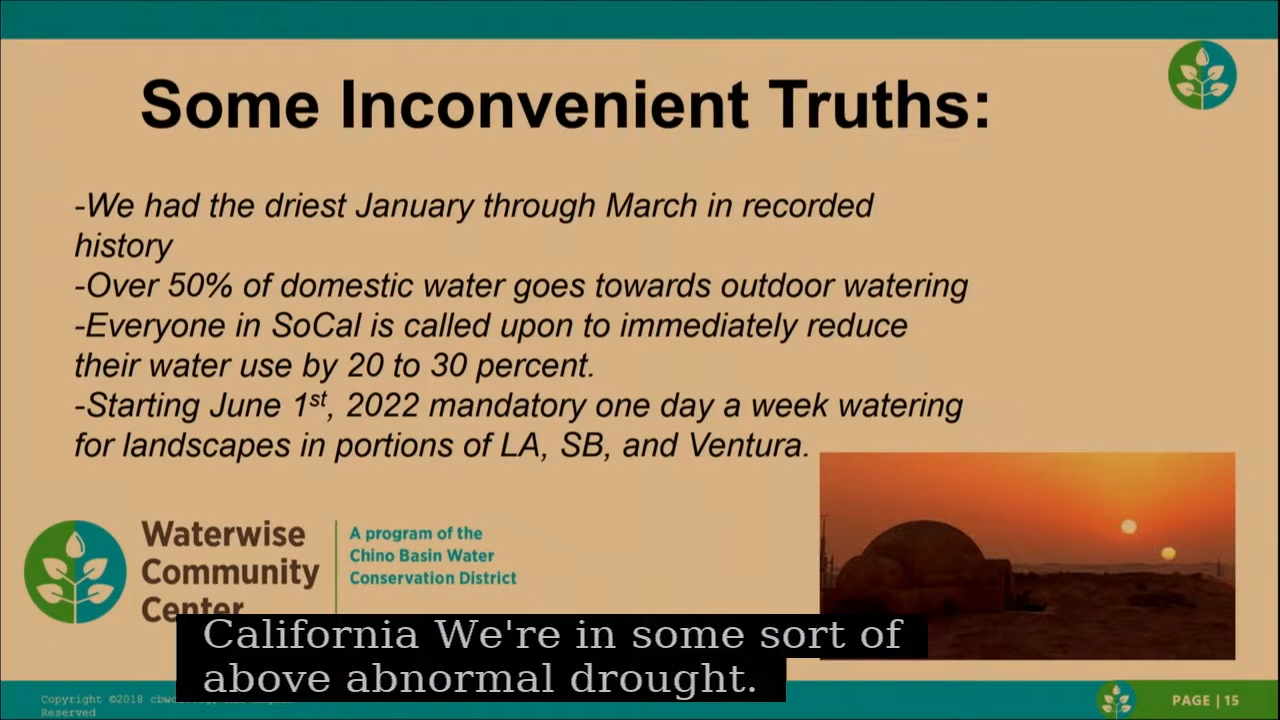 Some Inconvenient Truths:
-We had the driest January through March in recorded
history
-Over 50% of domestic water goes towards outdoor watering
-Everyone in SoCal is called upon to immediately reduce
their water use by 20 to 30 percent.
-Starting June 1st, 2022 mandatory one day a week watering
for landscapes in portions of LA, SB, and Ventura.
Waterwise
Community
Center
A program of the
Chino Basin Water
Conservation District
California We're in some sort of
above abnormal drought.
Copyright ©2018
Reserved
PAGE | 15